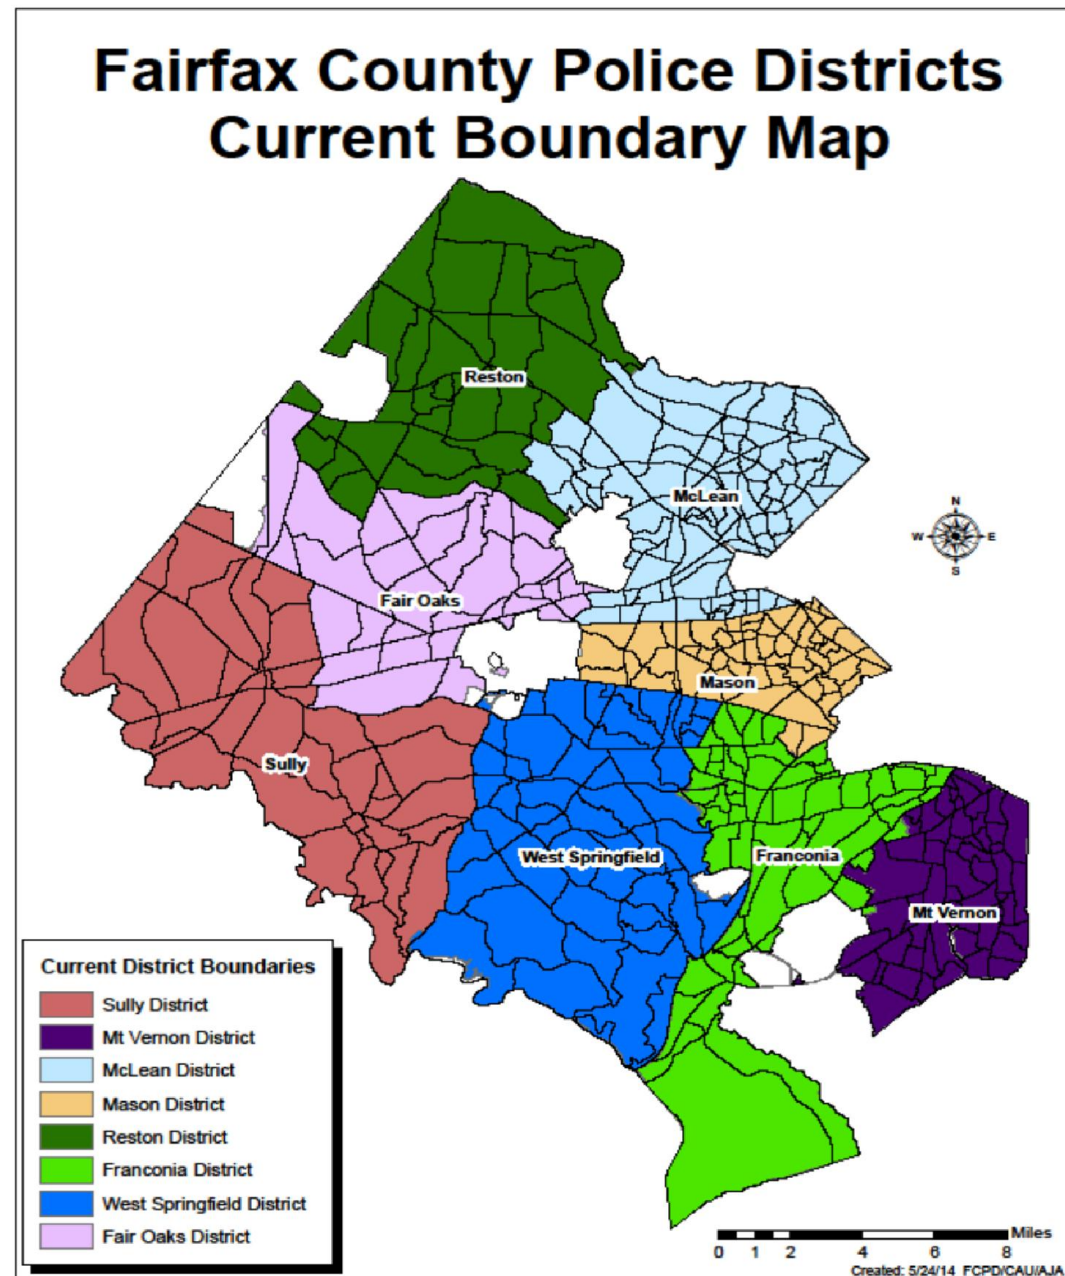 Fairfax County Police Districts
Current Boundary Map
Reston
McLean
N
W E
S
Fair Oaks
Mason
Sully
West Springfield
Franconia
Mt Vernon
Current District Boundaries
Sully District
Mt Vernon District
McLean District
Mason District
Reston District
Franconia District
West Springfield District
Fair Oaks District
Miles
0 1 2 4 6 8
Created: 5/24/14 FCPD/CAU/AJA